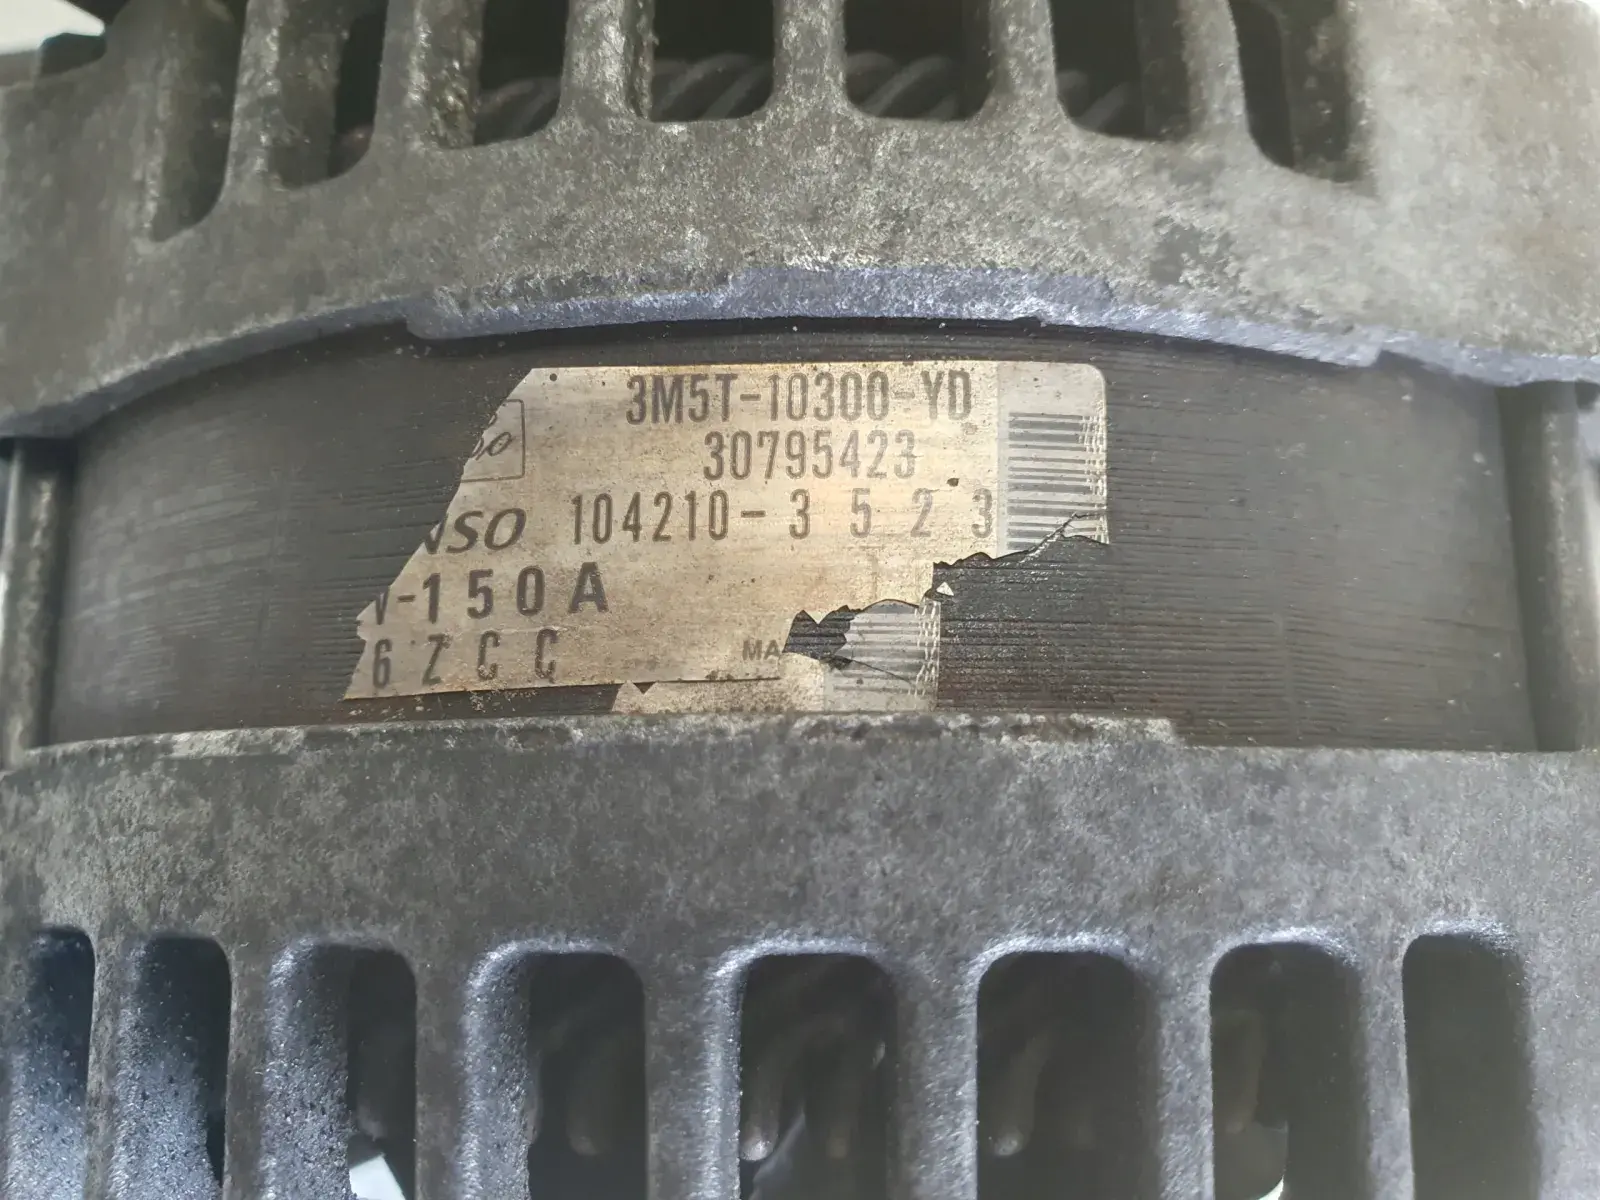 3M5T-10300-YD
30795423
NSO 104210-3523
V-150A
6ZCC
MA